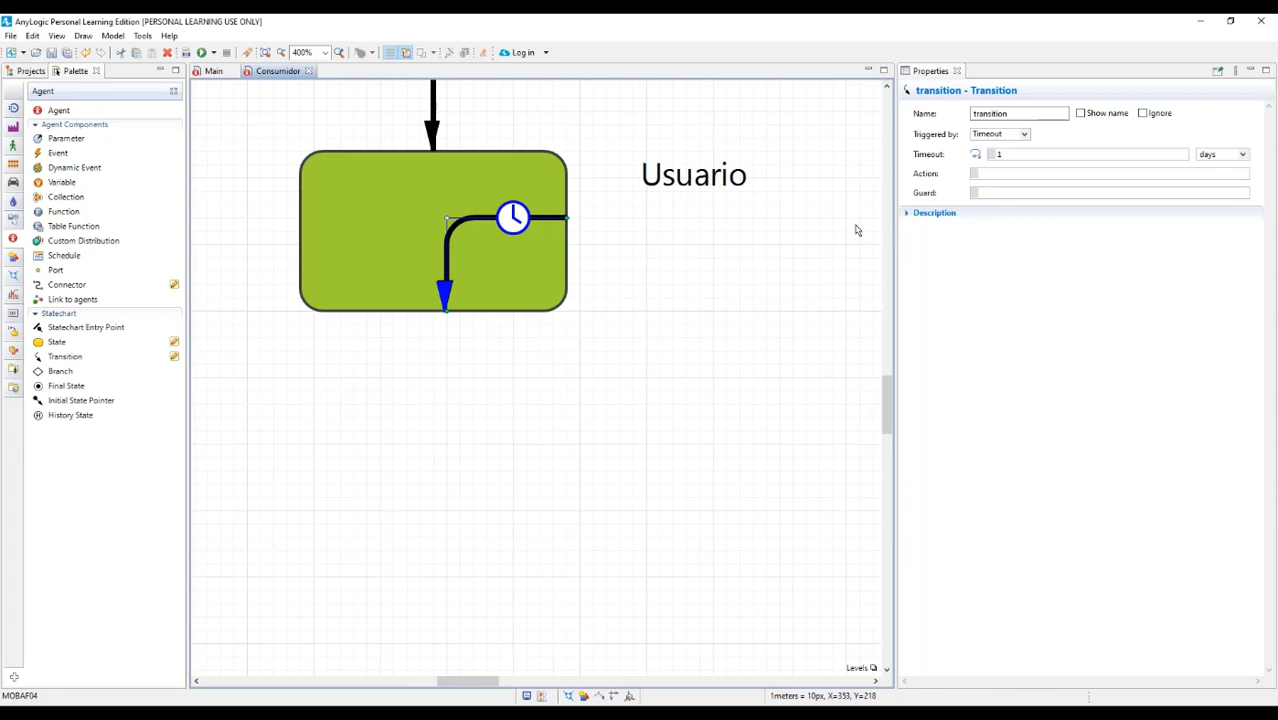 AnyLogic Personal Learning Edition [PERSONAL LEARNING USE ONLY]
File Edit View Draw Model Tools Help
400% Log in
Projects Palette Main Consumidor Properties
Agent
transition - Transition
Agent
Name: transition Show name Ignore
Agent Components
Triggered by: Timeout
Parameter
Event
Timeout: 1 days
Dynamic Event
Action:
Usuario
Variable
Guard:
Collection
Function
Description
Table Function
Custom Distribution
Schedule
Port
Connector
Link to agents
Statechart
Statechart Entry Point
State
Transition
Branch
Final State
Initial State Pointer
History State
Levels
MOBAF04
1meters = 10px, X=353, Y=218